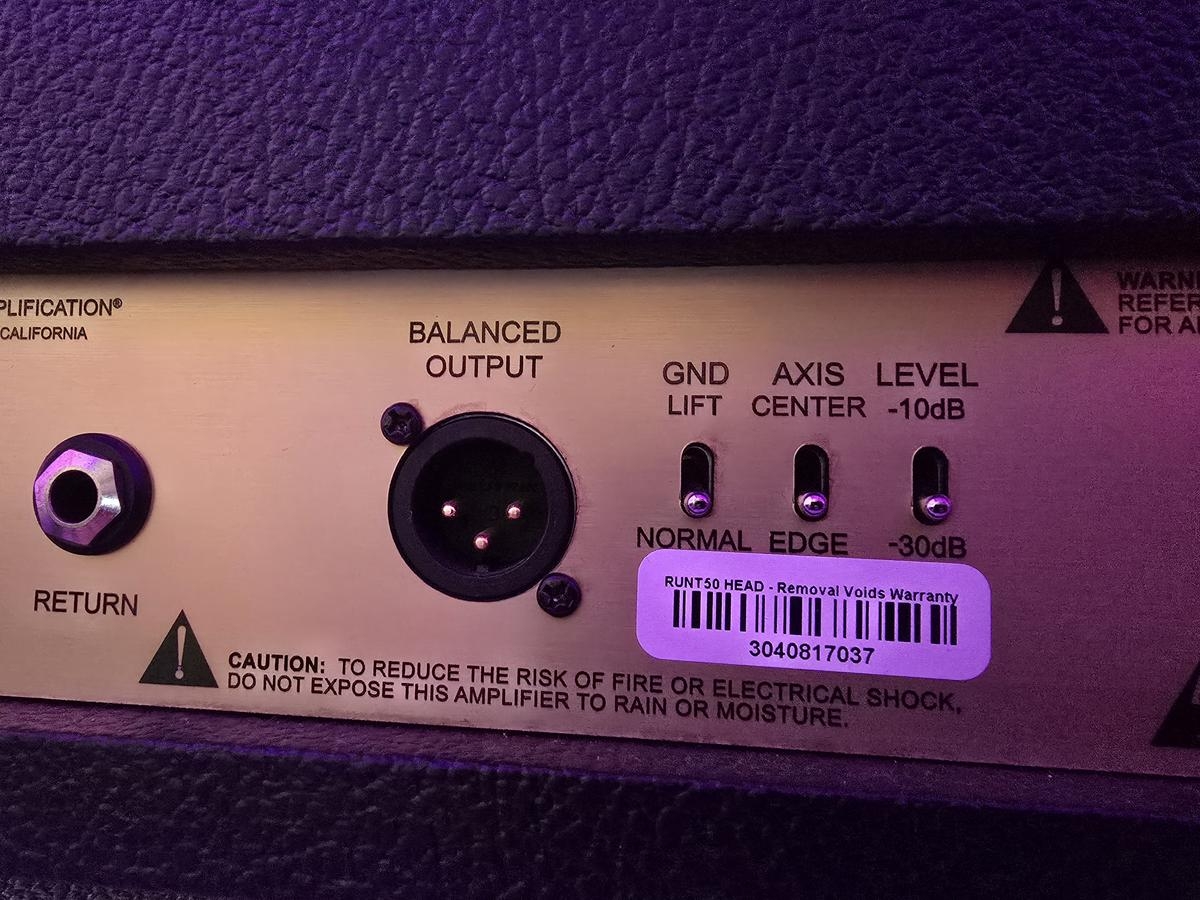 PLIFICATION®
CALIFORNIA
BALANCED
OUTPUT
GND
LIFT
AXIS
CENTER
LEVEL
-10dB
NORMAL
EDGE
-30dB
RETURN
RUNT50 HEAD - Removal Voids Warranty
3040817037
CAUTION: TO REDUCE THE RISK OF FIRE OR ELECTRICAL SHOCK,
DO NOT EXPOSE THIS AMPLIFIER TO RAIN OR MOISTURE.
WARNI
REFER
FOR A